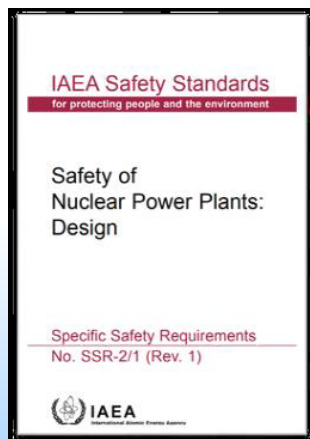 IAEA Safety Standards
for protecting people and the environment
Safety of
Nuclear Power Plants:
Design
Specific Safety Requirements
No. SSR-2/1 (Rev. 1)
IAEA
International Atomic Energy Agency